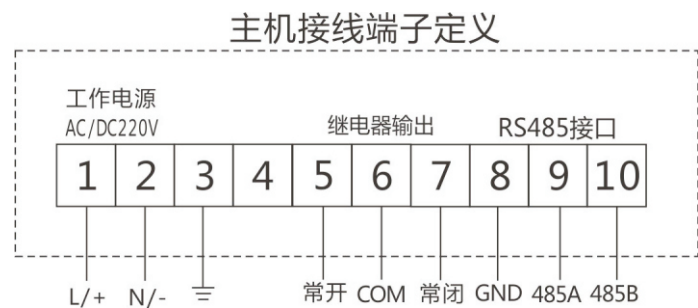 主机接线端子定义
工作电源
AC/DC220V
继电器输出
RS485接口
1 2 3 4 5 6 7 8 9 10
L/+ N/- 常开 COM 常闭 GND 485A 485B